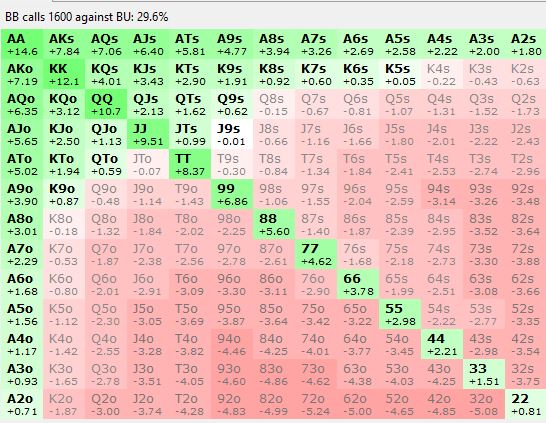 BB calls 1600 against BU: 29.6%
AA AKs AQs AJs ATs A9s A8s A7s A6s A5s A4s A3s A2s
+14.6 +7.84 +7.06 +6.40 +5.81 +4.77 +3.94 +3.26 +2.69 +2.58 +2.22 +2.00 +1.80
AKo KK KQs KJs KTs K9s K8s K7s K6s K5s K4s K3s K2s
+7.19 +12.1 +4.01 +3.43 +2.90 +1.91 +0.92 +0.60 +0.35 +0.05 -0.22 -0.43 -0.63
AQo KQo QQ QJs QTs Q9s Q8s Q7s Q6s Q5s Q4s Q3s Q2s
+6.35 +3.12 +10.7 +2.13 +1.62 +0.62 -0.15 -0.67 -0.81 -1.07 -1.31 -1.52 -1.73
AJo KJo QJo JJ JTs J9s J8s J7s J6s J5s J4s J3s J2s
+5.65 +2.50 +1.13 +9.51 +0.99 -0.01 -0.66 -1.16 -1.66 -1.80 -2.01 -2.22 -2.43
ATo KTo QTo JTo TT T9s T8s T7s T6s T5s T4s T3s T2s
+5.02 +1.94 +0.59 -0.07 +8.37 -0.30 -0.84 -1.34 -1.84 -2.41 -2.53 -2.74 -2.96
A9o K9o Q9o J9o T9o 99 98s 97s 96s 95s 94s 93s 92s
+3.90 +0.87 -0.48 -1.14 -1.43 +6.86 -1.06 -1.55 -2.04 -2.59 -3.14 -3.26 -3.48
A8o K8o Q8o J8o T8o 98o 88 87s 86s 85s 84s 83s 82s
+3.01 -0.18 -1.32 -1.84 -2.02 -2.25 +5.60 -1.40 -1.87 -2.39 -2.95 -3.52 -3.64
A7o K7o Q7o J7o T7o 97o 87o 77 76s 75s 74s 73s 72s
+2.29 -0.53 -1.87 -2.38 -2.56 -2.78 -2.61 +4.62 -1.68 -2.18 -2.73 -3.30 -3.88
A6o K6o Q6o J6o T6o 96o 86o 76o 66 65s 64s 63s 62s
+1.68 -0.80 -2.01 -2.91 -3.09 -3.30 -3.11 -2.90 +3.78 -1.99 -2.51 -3.08 -3.66
A5o K5o Q5o J5o T5o 95o 85o 75o 65o 55 54s 53s 52s
+1.56 -1.12 -2.30 -3.05 -3.69 -3.87 -3.64 -3.42 -3.22 +2.98 -2.22 -2.77 -3.35
A4o K4o Q4o J4o T4o 94o 84o 74o 64o 54o 44 43s 42s
+1.17 -1.42 -2.55 -3.28 -3.82 -4.46 -4.25 -4.01 -3.77 -3.45 +2.21 -2.98 -3.54
A3o K3o Q3o J3o T3o 93o 83o 73o 63o 53o 43o 33 32s
+0.93 -1.65 -2.78 -3.51 -4.05 -4.60 -4.86 -4.62 -4.38 -4.03 -4.25 +1.51 -3.75
A2o K2o Q2o J2o T2o 92o 82o 72o 62o 52o 42o 32o 22
+0.71 -1.87 -3.00 -3.74 -4.28 -4.83 -4.99 -5.24 -5.00 -4.65 -4.85 -5.08 +0.81